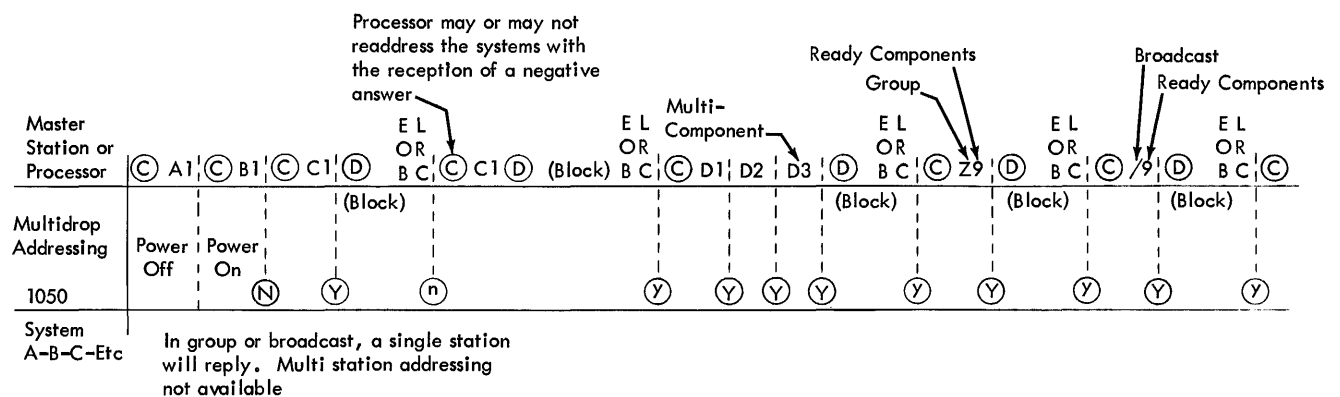 Processor may or may not
readdress the systems with
the reception of a negative
answer
Ready Components
Group
Broadcast
Ready Components
Multi-
Component
Master
Station or
Processor
E L
OR
B C
E L
OR
B C
E L
OR
B C
E L
OR
B C
E L
OR
B C
C A1 C B1 C C1 D C C1 D (Block) C D1 D2 D3 D C Z9 D C /9 D C
(Block) (Block) (Block) (Block)
Multidrop
Addressing
Power
Off
Power
On
1050
N Y n y Y Y Y y Y y Y y
System
A-B-C-Etc
In group or broadcast, a single station
will reply. Multi station addressing
not available